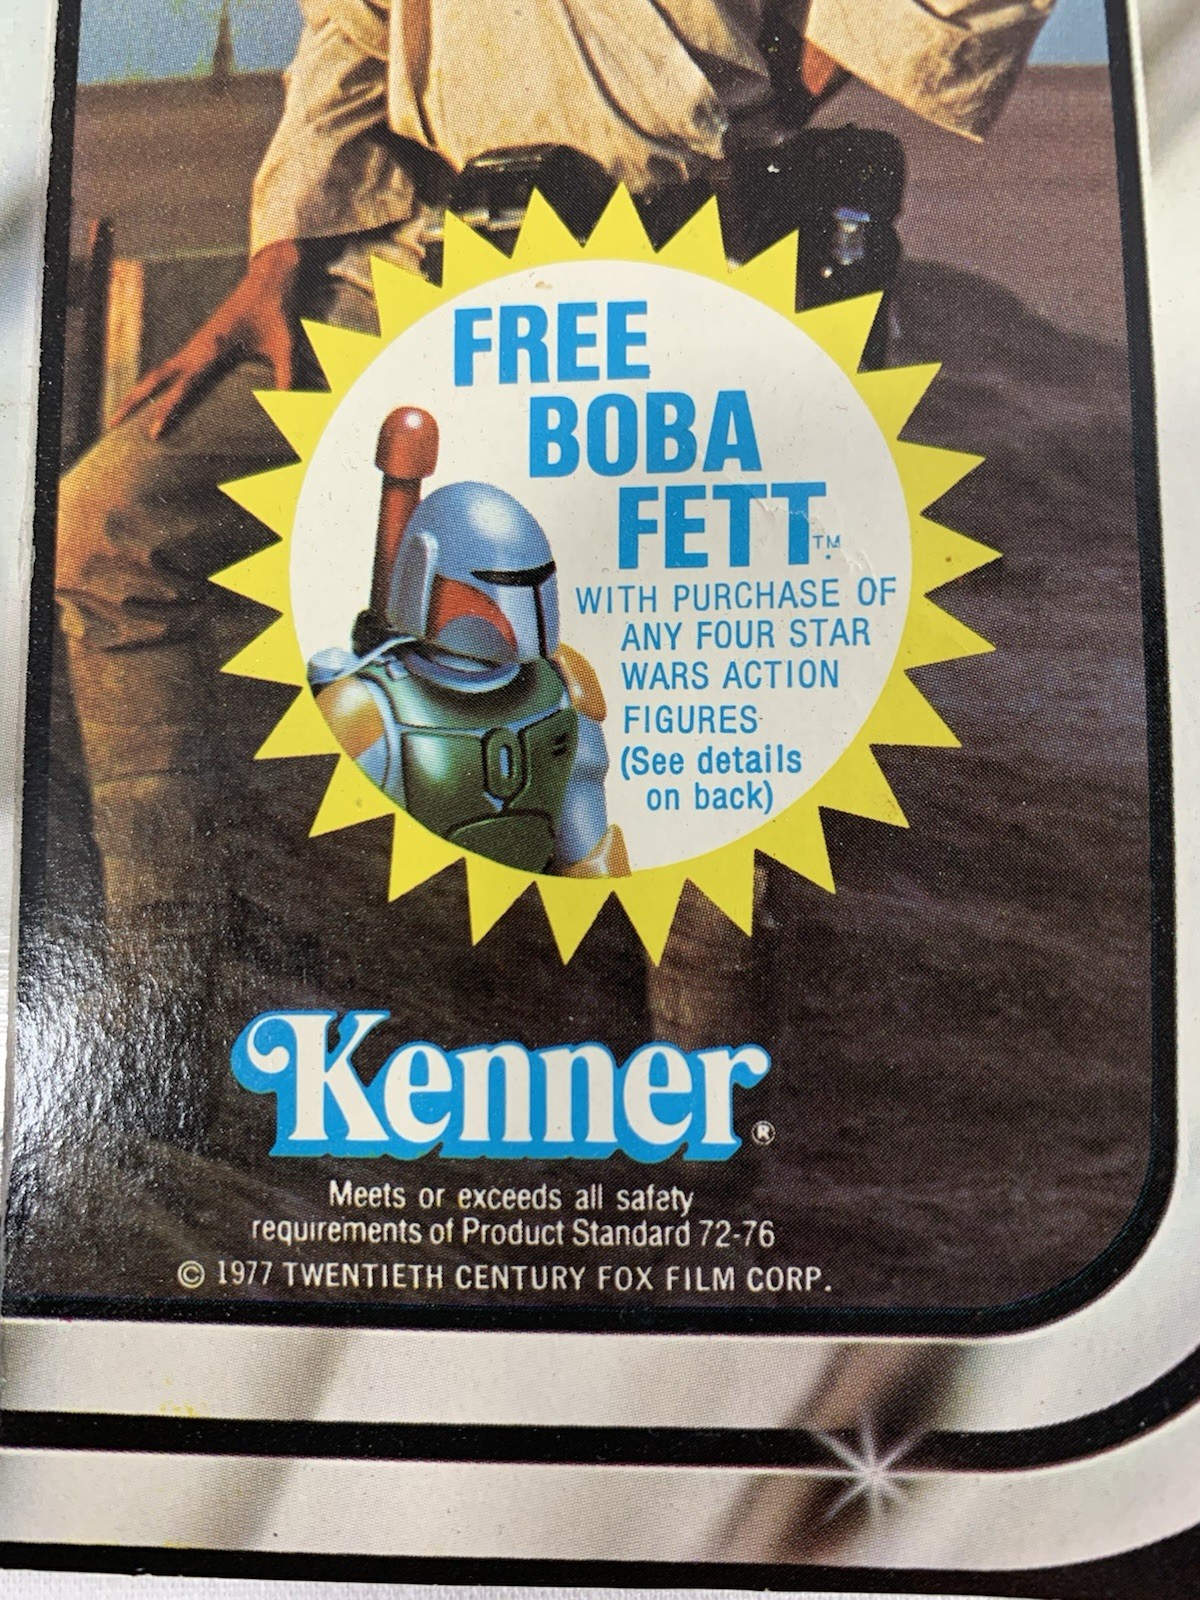 FREE
BOBA
FETT™
WITH PURCHASE OF
ANY FOUR STAR
WARS ACTION
FIGURES
(See details
on back)
Kenner®
Meets or exceeds all safety
requirements of Product Standard 72-76
© 1977 TWENTIETH CENTURY FOX FILM CORP.